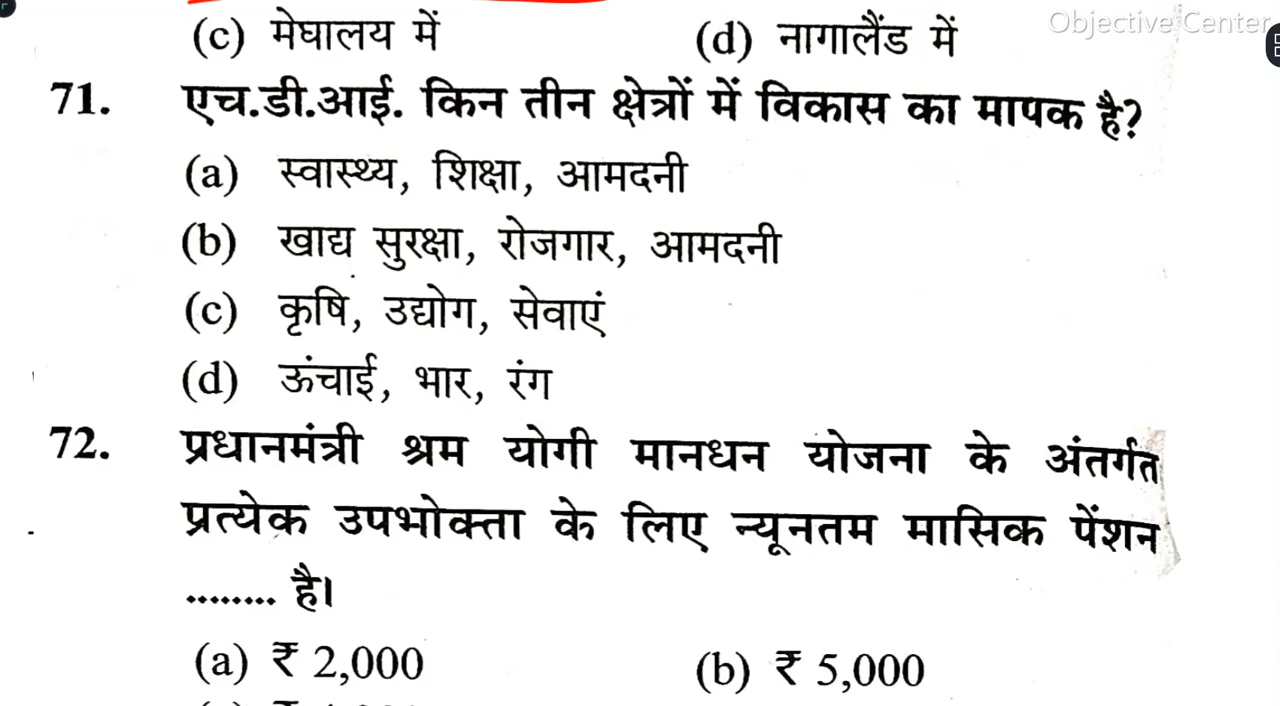 Objective Center
(c) मेघालय में (d) नागालैंड में
71. एच.डी.आई. किन तीन क्षेत्रों में विकास का मापक है?
(a) स्वास्थ्य, शिक्षा, आमदनी
(b) खाद्य सुरक्षा, रोजगार, आमदनी
(c) कृषि, उद्योग, सेवाएं
(d) ऊंचाई, भार, रंग
72. प्रधानमंत्री श्रम योगी मानधन योजना के अंतर्गत
प्रत्येक उपभोक्ता के लिए न्यूनतम मासिक पेंशन
......... है।
(a) ₹ 2,000 (b) ₹ 5,000